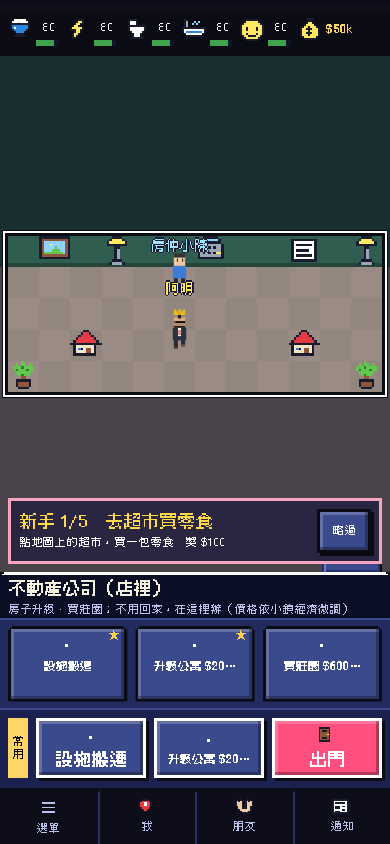 80 80 80 80 80 $50k
房仲小陳
阿明
新手 1/5 去超市買零食
點地圖上的超市，買一包零食 獎 $100
略過
不動產公司（店裡）
房子升級、買莊園；不用回家，在這裡辦（價格依小鎮經濟微調）
設施搬遷
升級公寓 $20…
買莊園 $600…
常用
設施搬遷
升級公寓 $20…
出門
選單
我
朋友
通知